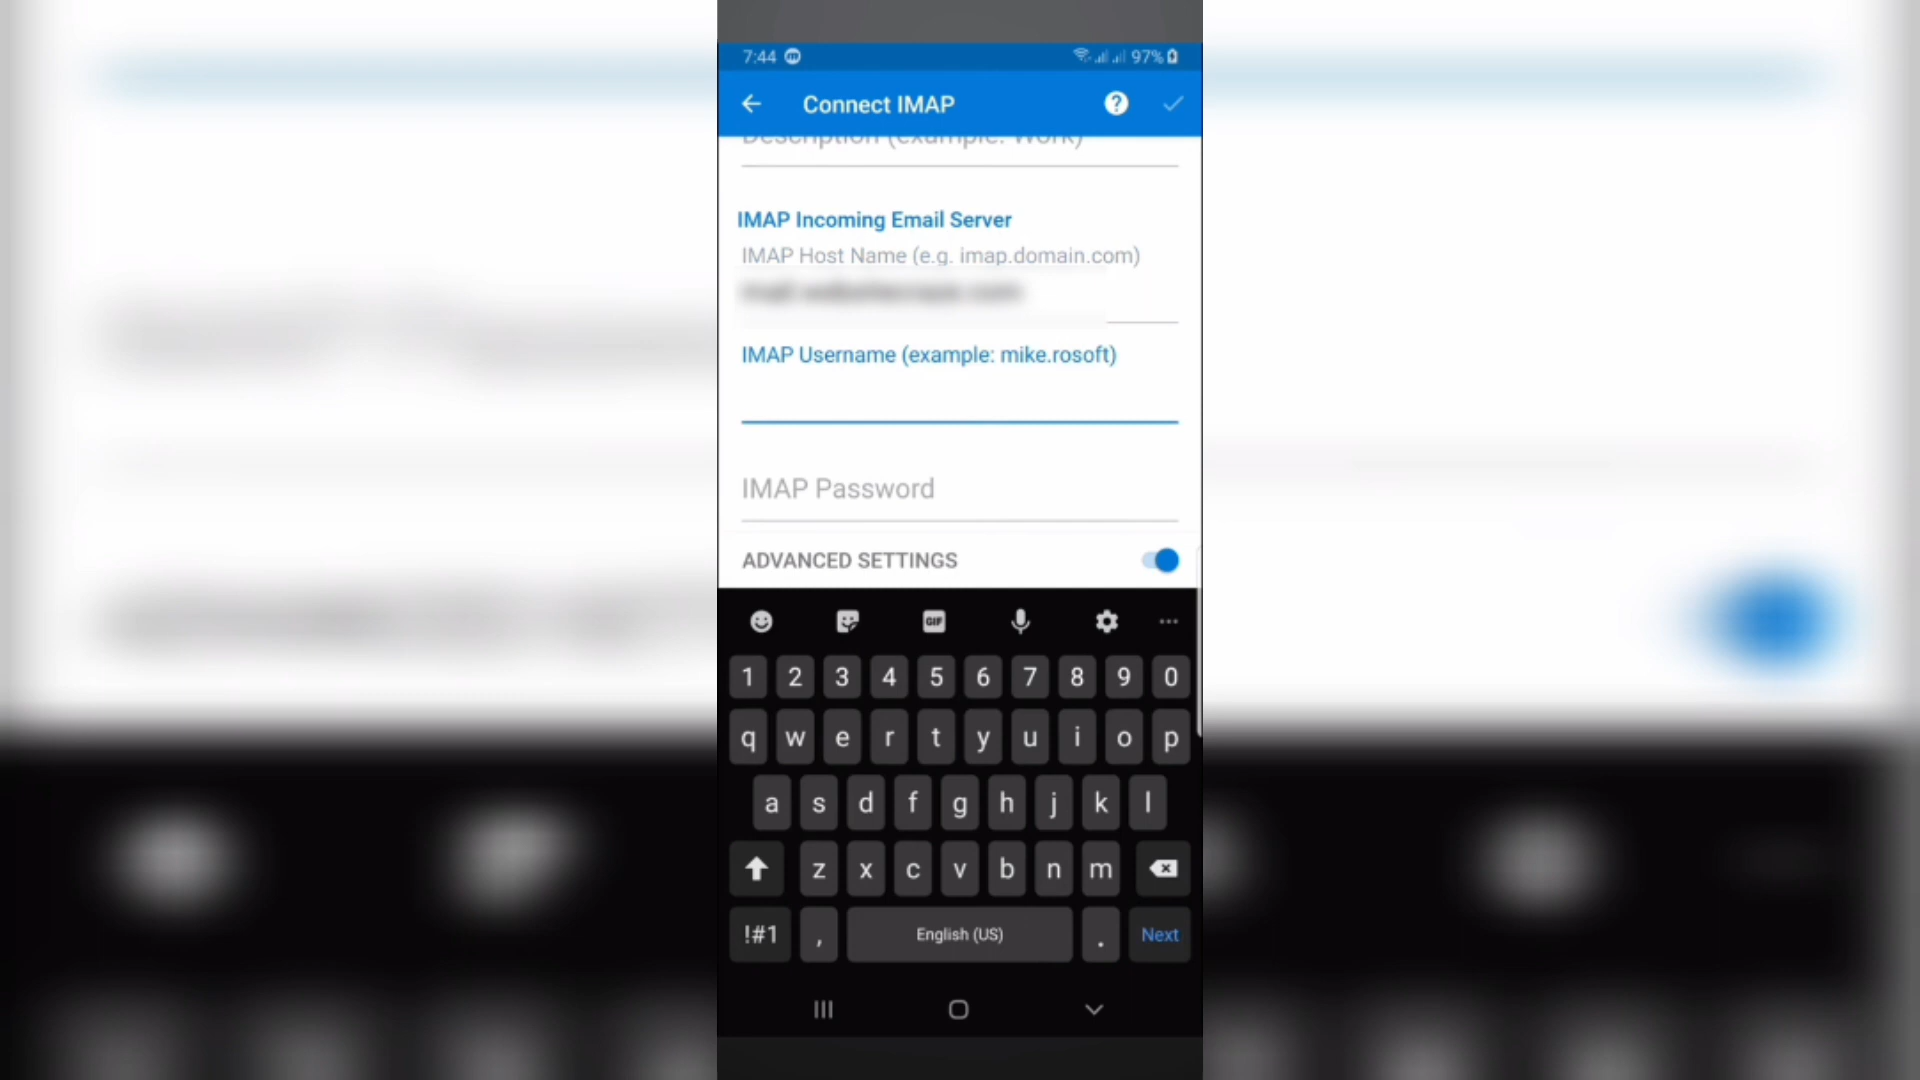 7:44 97%
Connect IMAP
Description (example: Work)
IMAP Incoming Email Server
IMAP Host Name (e.g. imap.domain.com)
IMAP Username (example: mike.rosoft)
IMAP Password
ADVANCED SETTINGS
GIF
1 2 3 4 5 6 7 8 9 0
q w e r t y u i o p
a s d f g h j k l
z x c v b n m
!#1 , English (US) . Next